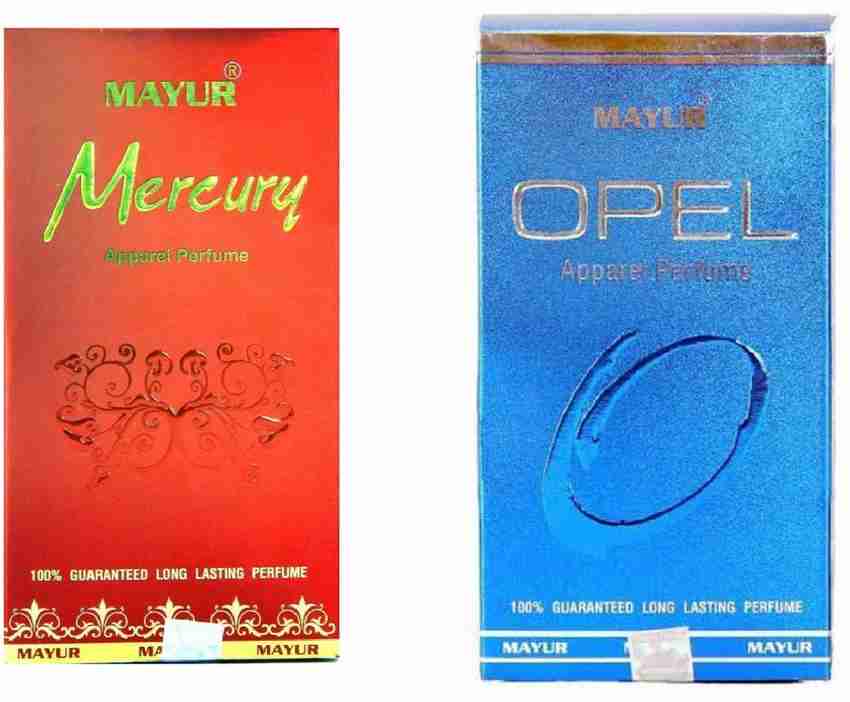 MAYUR®
Mercury
Apparel Perfume
100% GUARANTEED LONG LASTING PERFUME
MAYUR MA MAYUR
MAYUR
OPEL
Apparel Perfume
100% GUARANTEED LONG LASTING PERFUME
MAYUR MAYUR